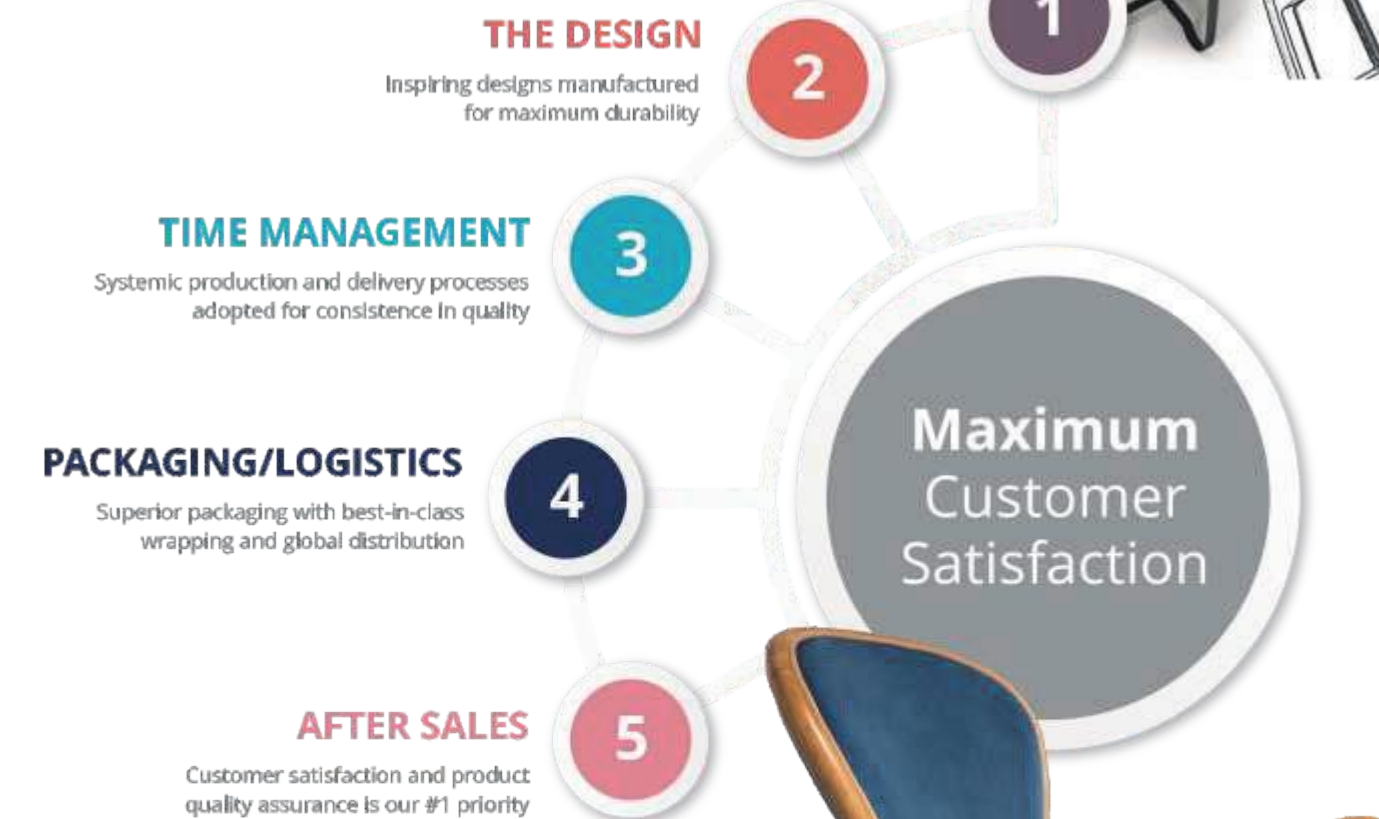 1
THE DESIGN
2
Inspiring designs manufactured
for maximum durability
TIME MANAGEMENT
3
Systemic production and delivery processes
adopted for consistence in quality
Maximum
Customer
Satisfaction
PACKAGING/LOGISTICS
4
Superior packaging with best-in-class
wrapping and global distribution
AFTER SALES
5
Customer satisfaction and product
quality assurance is our #1 priority